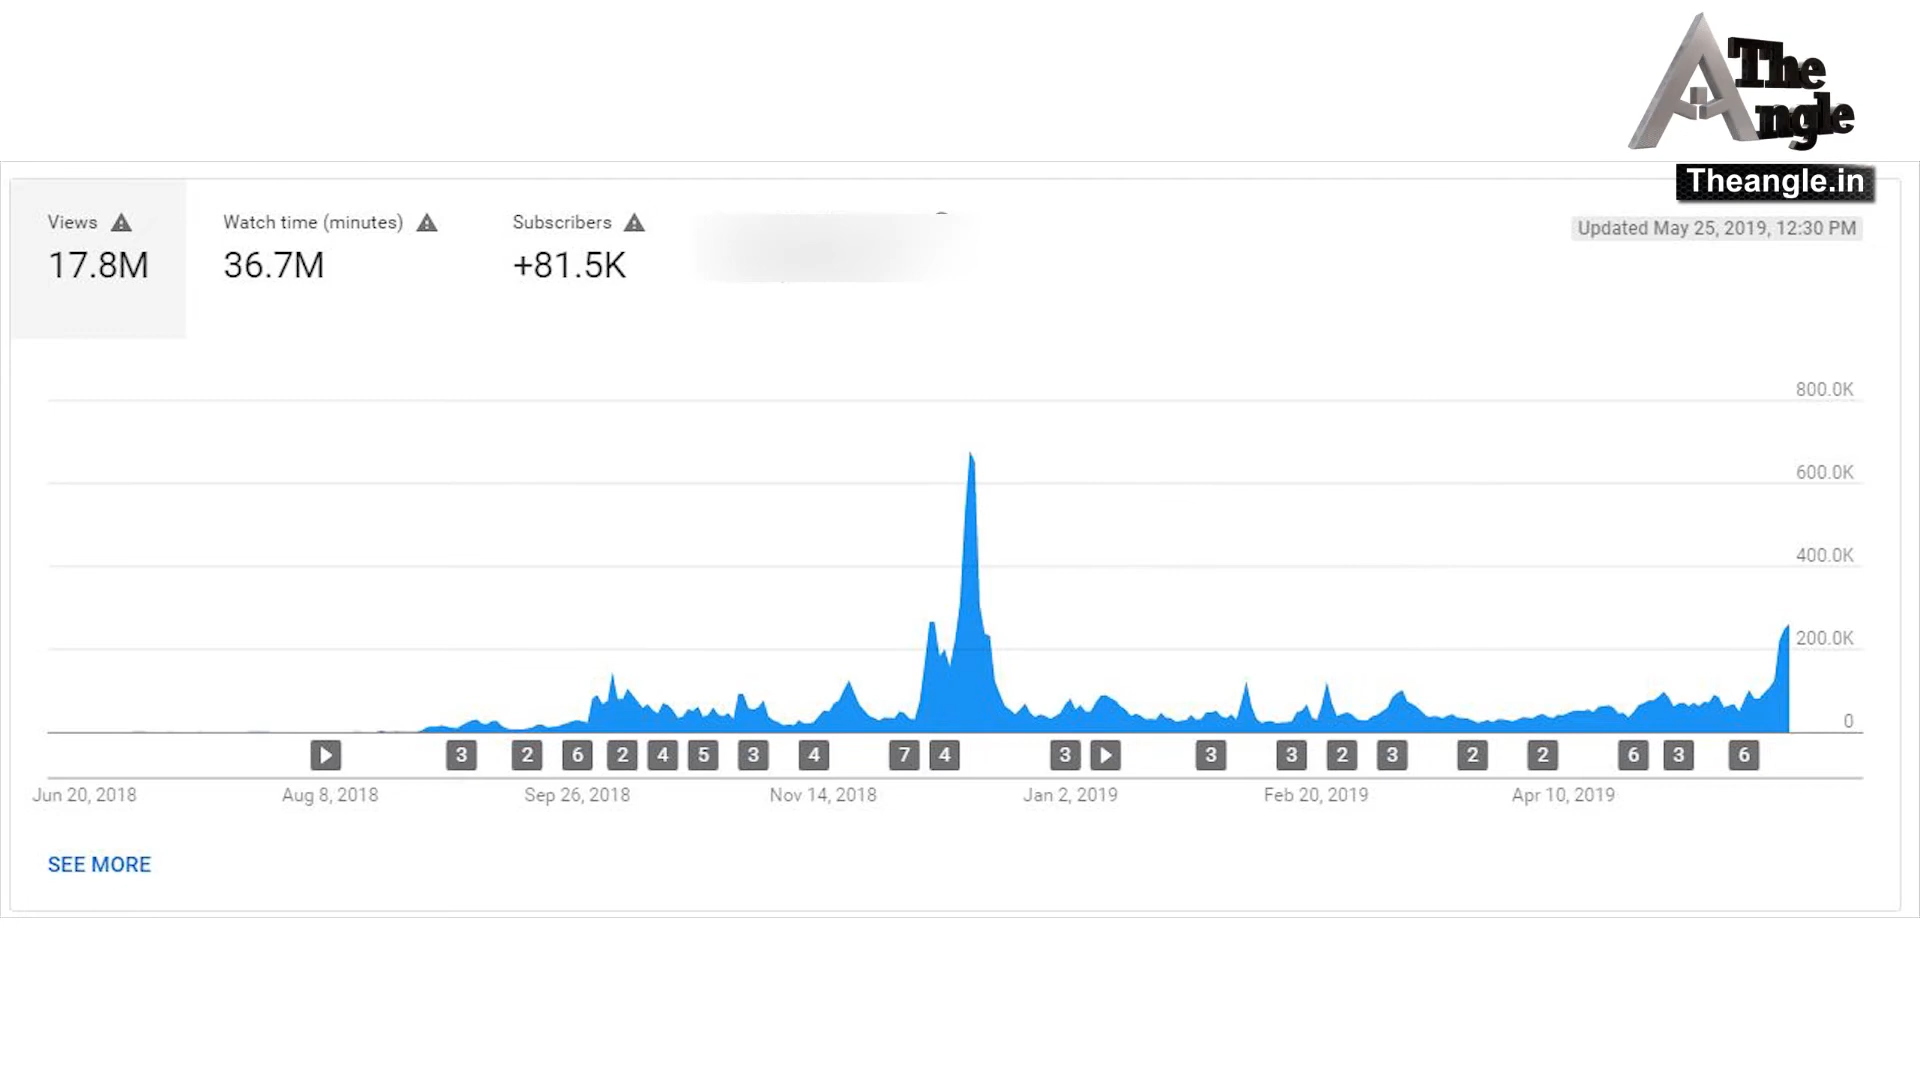 The
Angle
Theangle.in
Views
17.8M
Watch time (minutes)
36.7M
Subscribers
+81.5K
Updated May 25, 2019, 12:30 PM
800.0K
600.0K
400.0K
200.0K
0
3 2 6 2 4 5 3 4 7 4 3 3 3 2 3 2 2 6 3 6
Jun 20, 2018 Aug 8, 2018 Sep 26, 2018 Nov 14, 2018 Jan 2, 2019 Feb 20, 2019 Apr 10, 2019
SEE MORE